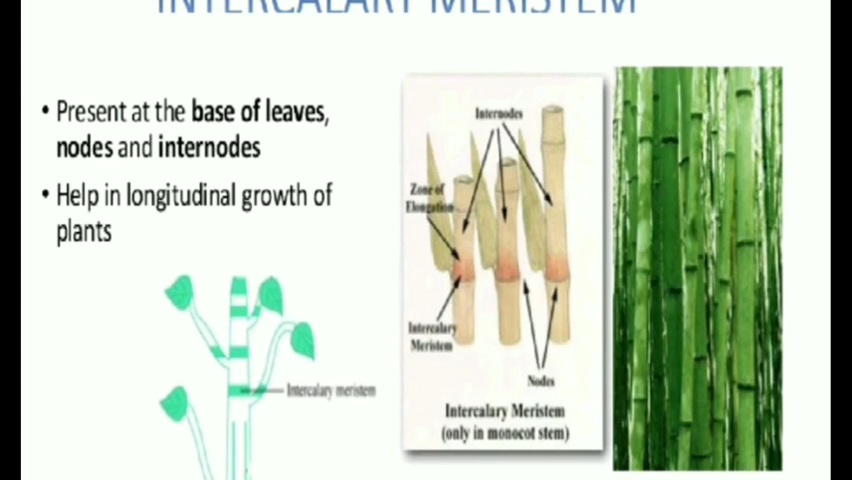 INTERCALARY MERISTEM
• Present at the base of leaves,
nodes and internodes
• Help in longitudinal growth of
plants
Intercalary meristem
Internodes
Zone of
Elongation
Intercalary
Meristem
Nodes
Intercalary Meristem
(only in monocot stem)